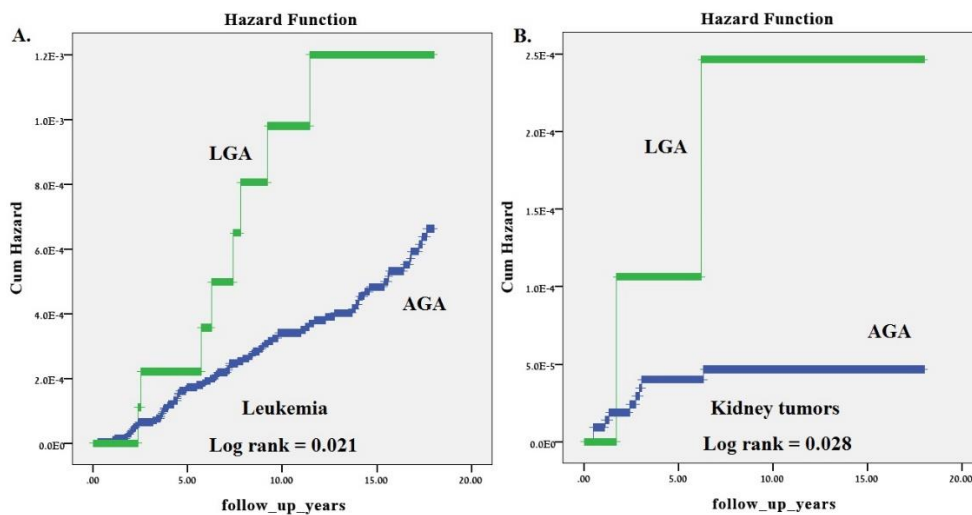 A.
Hazard Function
1.2E-3
1.0E-3
8.0E-4
6.0E-4
4.0E-4
2.0E-4
0.0E0
Cum Hazard
LGA
AGA
Leukemia
Log rank = 0.021
.00 5.00 10.00 15.00 20.00
follow_up_years
B.
Hazard Function
2.5E-4
2.0E-4
1.5E-4
1.0E-4
5.0E-5
0.0E0
Cum Hazard
LGA
AGA
Kidney tumors
Log rank = 0.028
.00 5.00 10.00 15.00 20.00
follow_up_years